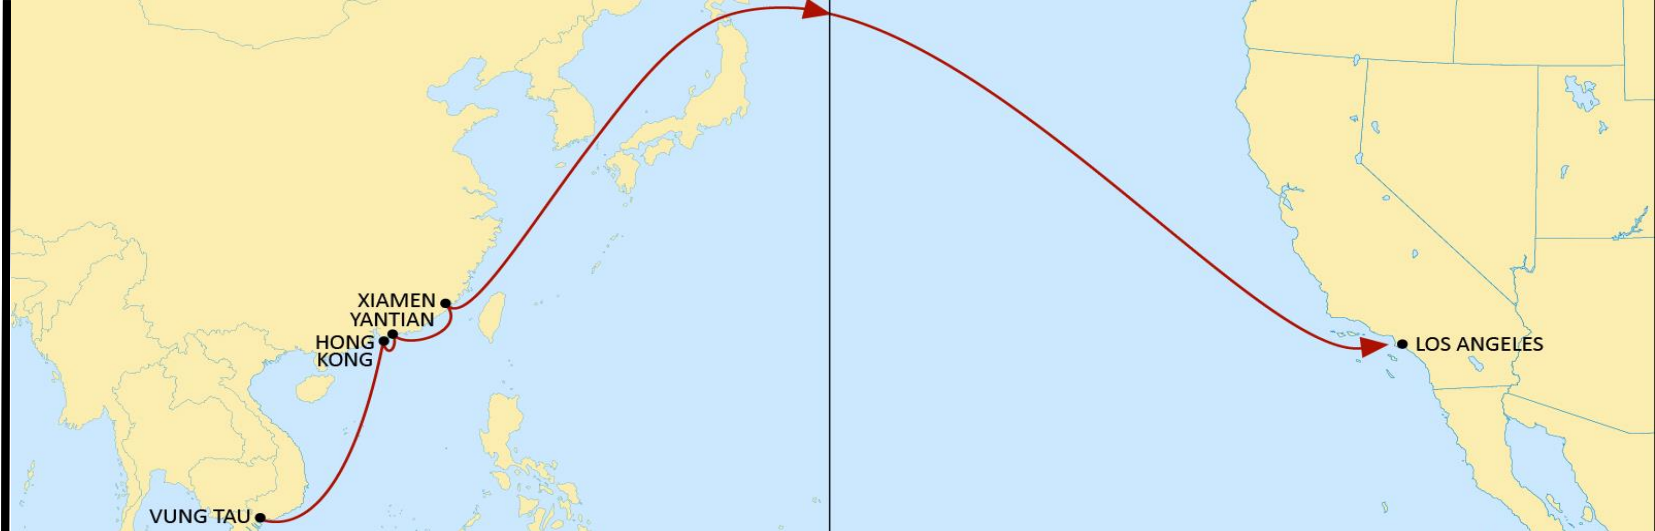 XIAMEN
YANTIAN
HONG
KONG
LOS ANGELES
VUNG TAU